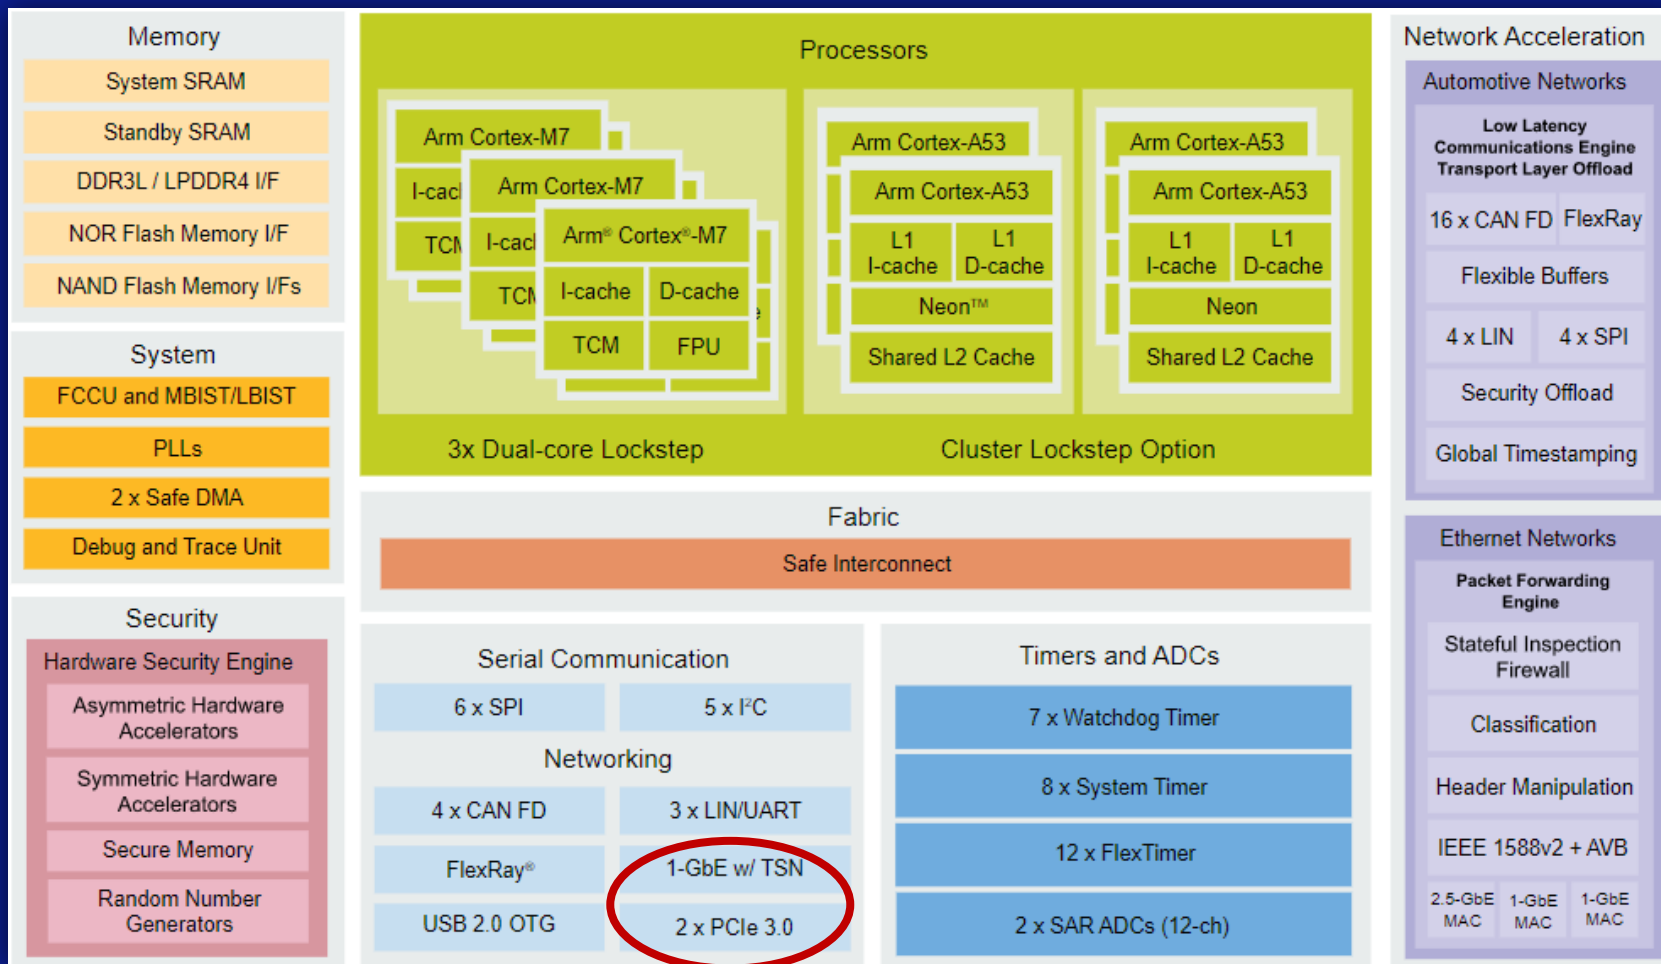 Memory
System SRAM
Standby SRAM
DDR3L / LPDDR4 I/F
NOR Flash Memory I/F
NAND Flash Memory I/Fs
System
FCCU and MBIST/LBIST
PLLs
2 x Safe DMA
Debug and Trace Unit
Security
Hardware Security Engine
Asymmetric Hardware
Accelerators
Symmetric Hardware
Accelerators
Secure Memory
Random Number
Generators
Processors
Arm Cortex-M7
I-cac
TCM
Arm Cortex-M7
I-cacl
TCM
Arm® Cortex®-M7
I-cache D-cache
TCM FPU
e
3x Dual-core Lockstep
Arm Cortex-A53
Arm Cortex-A53
L1 L1
I-cache D-cache
Neon™
Shared L2 Cache
Arm Cortex-A53
Arm Cortex-A53
L1 L1
I-cache D-cache
Neon
Shared L2 Cache
Cluster Lockstep Option
Fabric
Safe Interconnect
Serial Communication
6 x SPI 5 x I²C
Networking
4 x CAN FD 3 x LIN/UART
FlexRay® 1-GbE w/ TSN
USB 2.0 OTG 2 x PCIe 3.0
Timers and ADCs
7 x Watchdog Timer
8 x System Timer
12 x FlexTimer
2 x SAR ADCs (12-ch)
Network Acceleration
Automotive Networks
Low Latency
Communications Engine
Transport Layer Offload
16 x CAN FD FlexRay
Flexible Buffers
4 x LIN 4 x SPI
Security Offload
Global Timestamping
Ethernet Networks
Packet Forwarding
Engine
Stateful Inspection
Firewall
Classification
Header Manipulation
IEEE 1588v2 + AVB
2.5-GbE 1-GbE 1-GbE
MAC MAC MAC